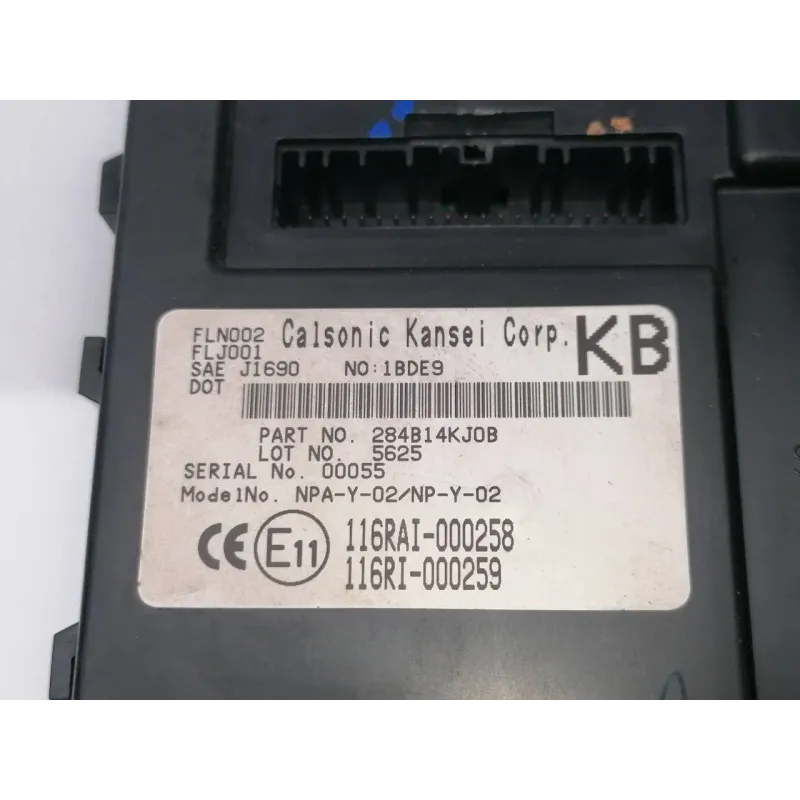 FLN002 Calsonic Kansei Corp. KB
FLJ001
SAE J1690 NO:1BDE9
DOT
PART NO. 284B14KJ0B
LOT NO. 5625
SERIAL No. 00055
ModelNo. NPA-Y-02/NP-Y-02
CE E11 116RAI-000258
116RI-000259